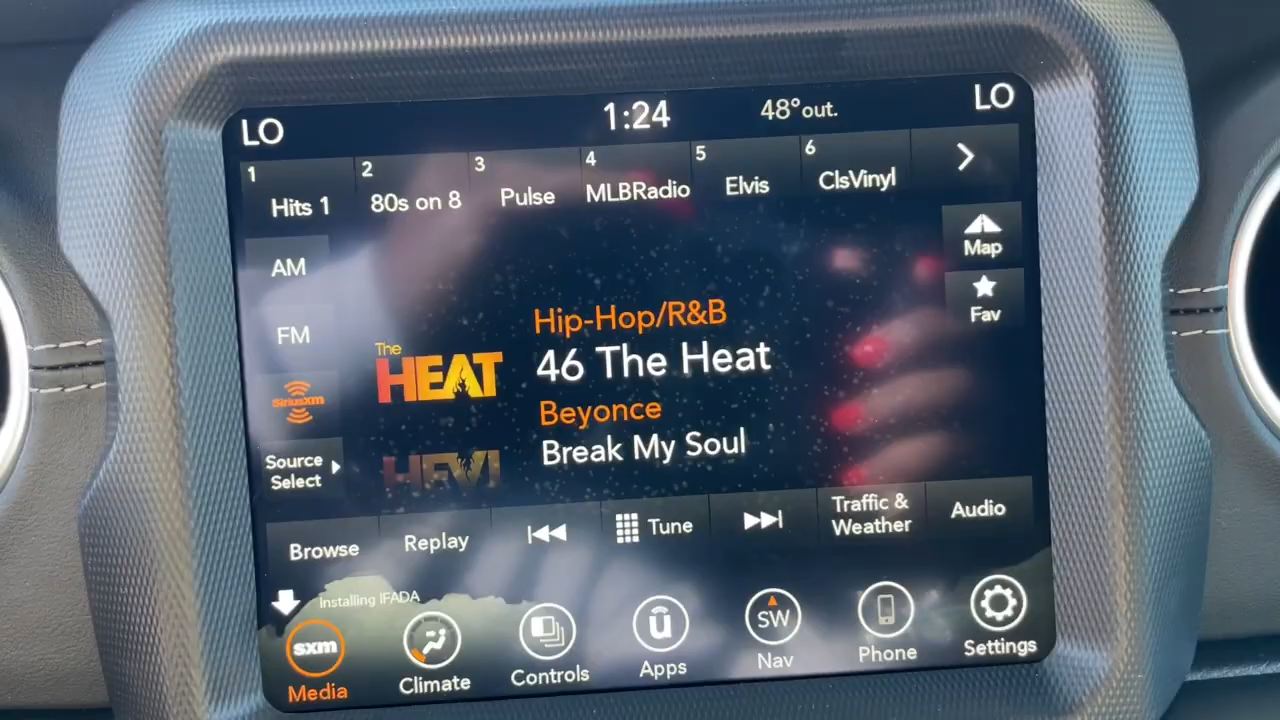 LO
1:24
48° out.
LO
1 Hits 1
2 80s on 8
3 Pulse
4 MLBRadio
5 Elvis
6 ClsVinyl
AM
Map
Fav
FM
Hip-Hop/R&B
The
HEAT
46 The Heat
siriusxm
Beyonce
Break My Soul
Source
Select
Browse
Replay
Tune
Traffic &
Weather
Audio
Installing IFADA
sxm
Media
Climate
Controls
Apps
SW
Nav
Phone
Settings